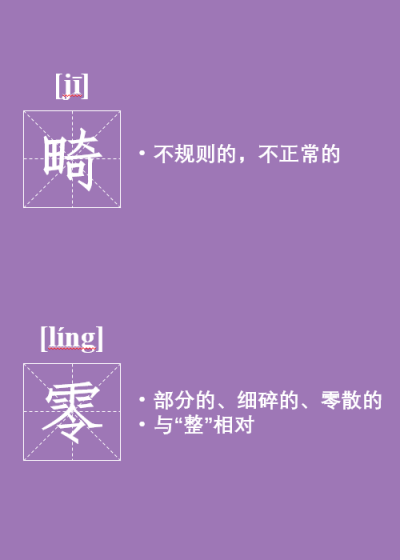 [jī]
畸
• 不规则的，不正常的
[líng]
零
• 部分的、细碎的、零散的
• 与“整”相对